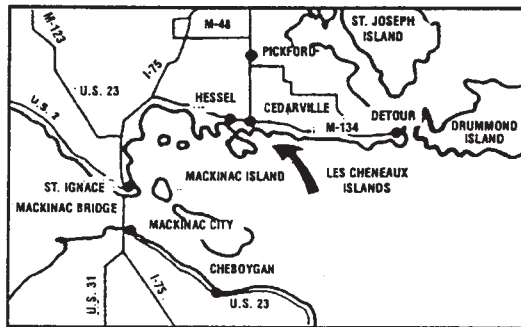 M-123
M-48
I-75
PICKFORD
ST. JOSEPH
ISLAND
U.S. 23
U.S. 2
HESSEL
CEDARVILLE
DETOUR
M-134
DRUMMOND
ISLAND
MACKINAC ISLAND
LES CHENEAUX
ISLANDS
ST. IGNACE
MACKINAC BRIDGE
MACKINAC CITY
CHEBOYGAN
U.S. 31
I-75
U.S. 23